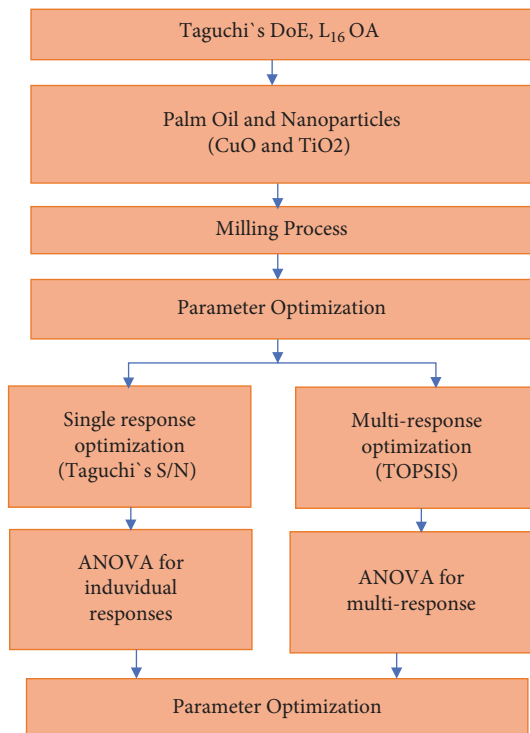 Taguchi`s DoE, L₁₆ OA
Palm Oil and Nanoparticles
(CuO and TiO2)
Milling Process
Parameter Optimization
Single response
optimization
(Taguchi`s S/N)
Multi-response
optimization
(TOPSIS)
ANOVA for
induvidual
responses
ANOVA for
multi-response
Parameter Optimization